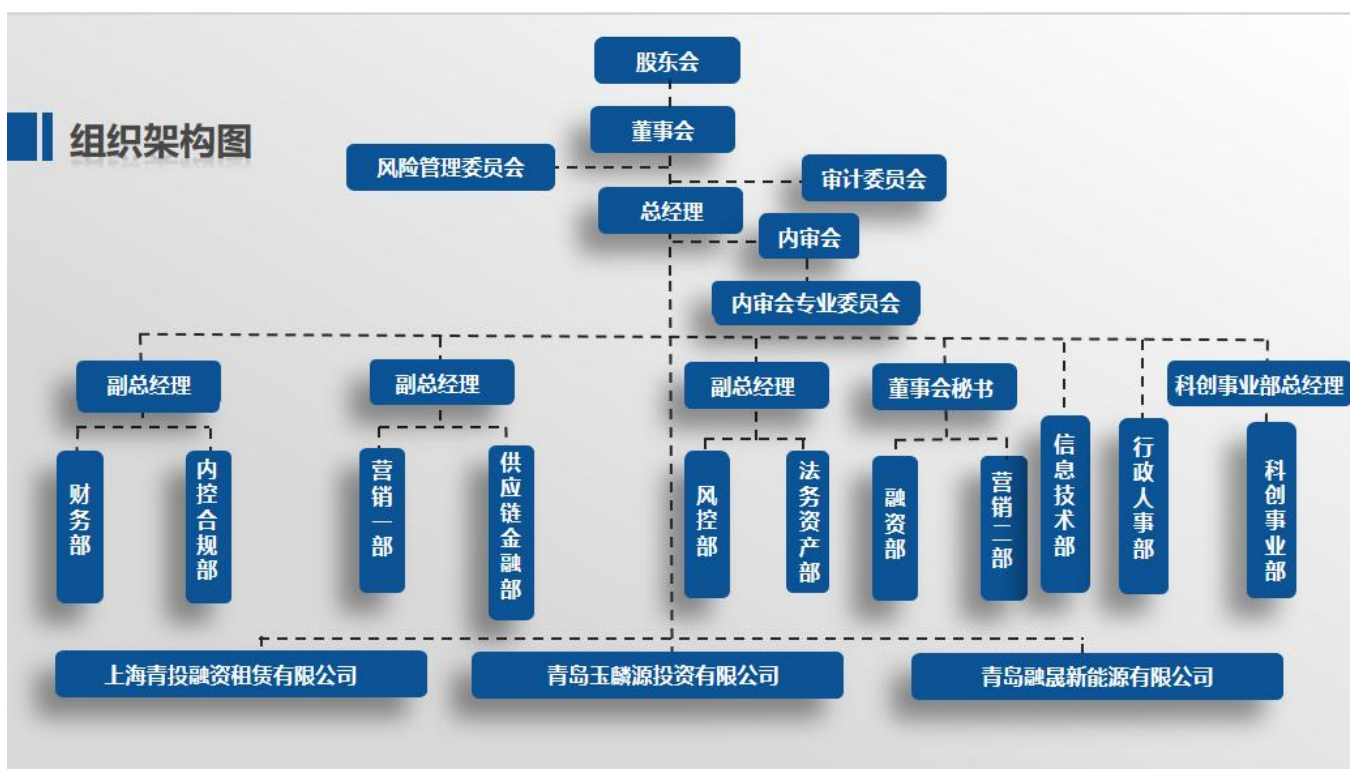 股东会
组织架构图
董事会
风险管理委员会
审计委员会
总经理
内审会
内审会专业委员会
副总经理
副总经理
副总经理
董事会秘书
科创事业部总经理
财务部
内控合规部
营销一部
供应链金融部
风控部
法务资产部
融资部
营销二部
信息技术部
行政人事部
科创事业部
上海青投融资租赁有限公司
青岛玉麟源投资有限公司
青岛融晟新能源有限公司